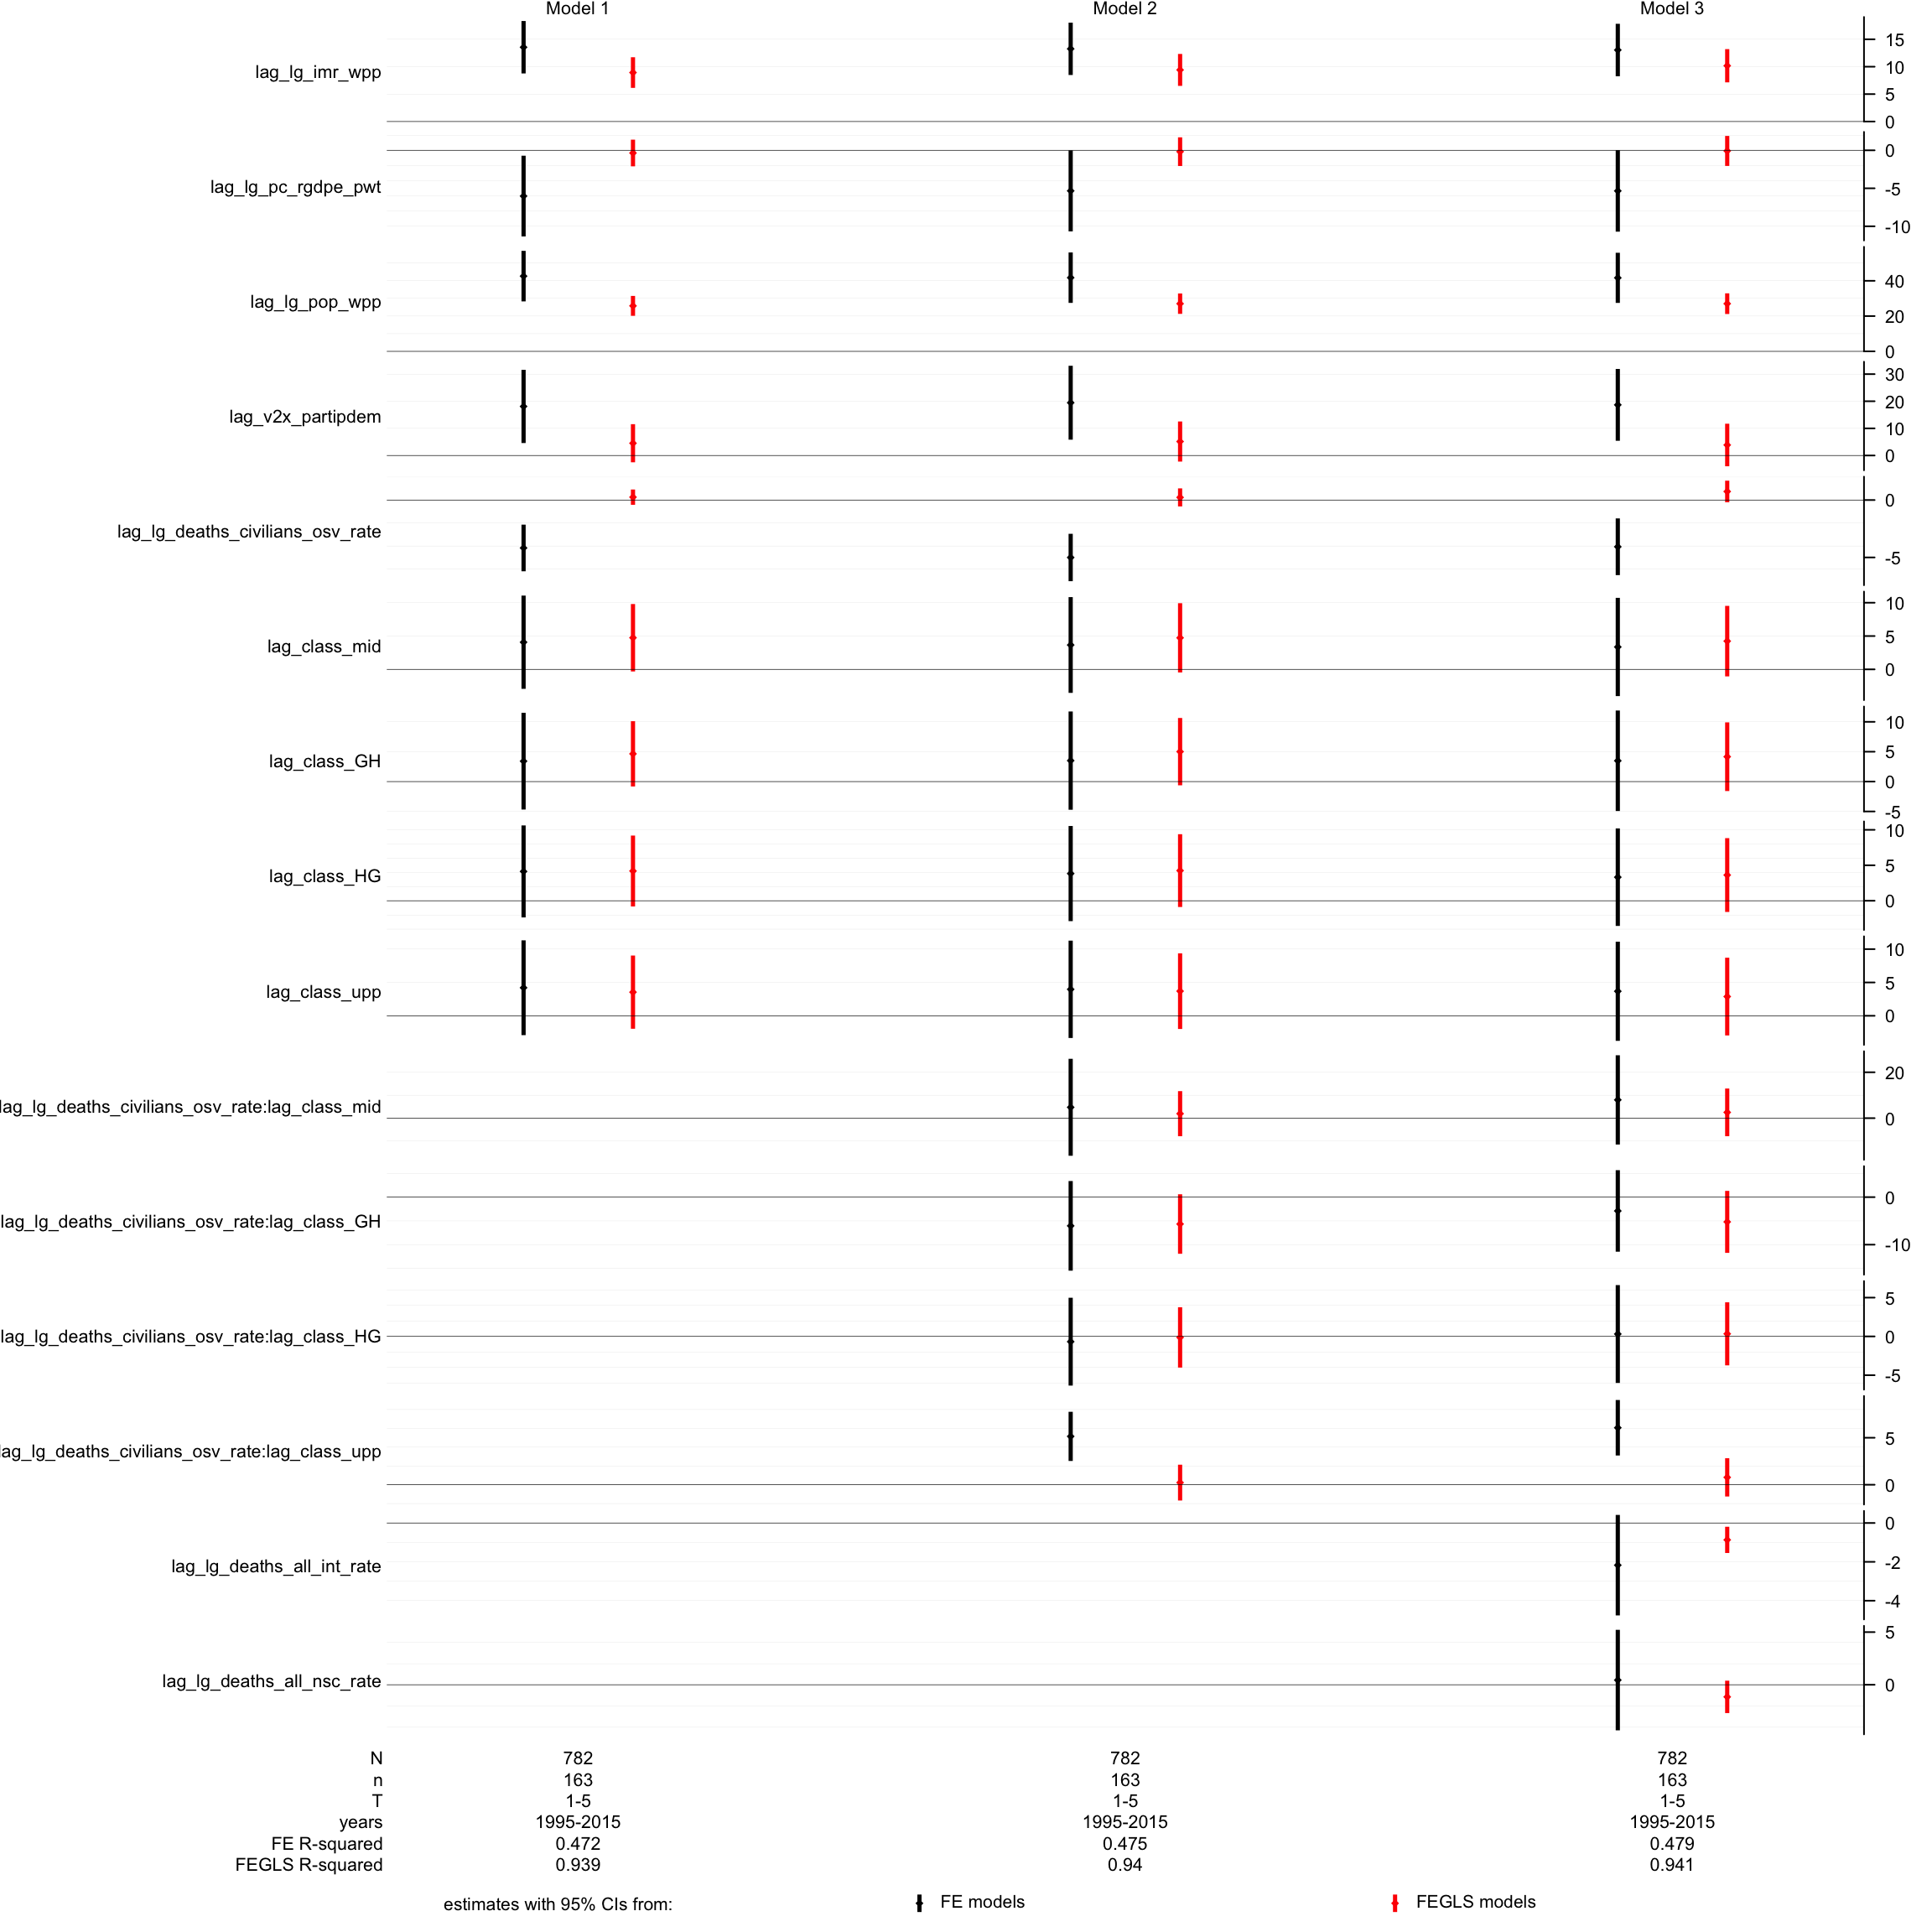 Model 1 Model 2 Model 3
lag_lg_imr_wpp
15
10
5
0
lag_lg_pc_rgdpe_pwt
0
-5
-10
lag_lg_pop_wpp
40
20
0
lag_v2x_partipdem
30
20
10
0
lag_lg_deaths_civilians_osv_rate
0
-5
lag_class_mid
10
5
0
lag_class_GH
10
5
0
-5
lag_class_HG
10
5
0
lag_class_upp
10
5
0
lag_lg_deaths_civilians_osv_rate:lag_class_mid
20
0
lag_lg_deaths_civilians_osv_rate:lag_class_GH
0
-10
lag_lg_deaths_civilians_osv_rate:lag_class_HG
5
0
-5
lag_lg_deaths_civilians_osv_rate:lag_class_upp
5
0
lag_lg_deaths_all_int_rate
0
-2
-4
lag_lg_deaths_all_nsc_rate
5
0
N 782 782 782
n 163 163 163
T 1-5 1-5 1-5
years 1995-2015 1995-2015 1995-2015
FE R-squared 0.472 0.475 0.479
FEGLS R-squared 0.939 0.94 0.941
estimates with 95% CIs from: FE models FEGLS models